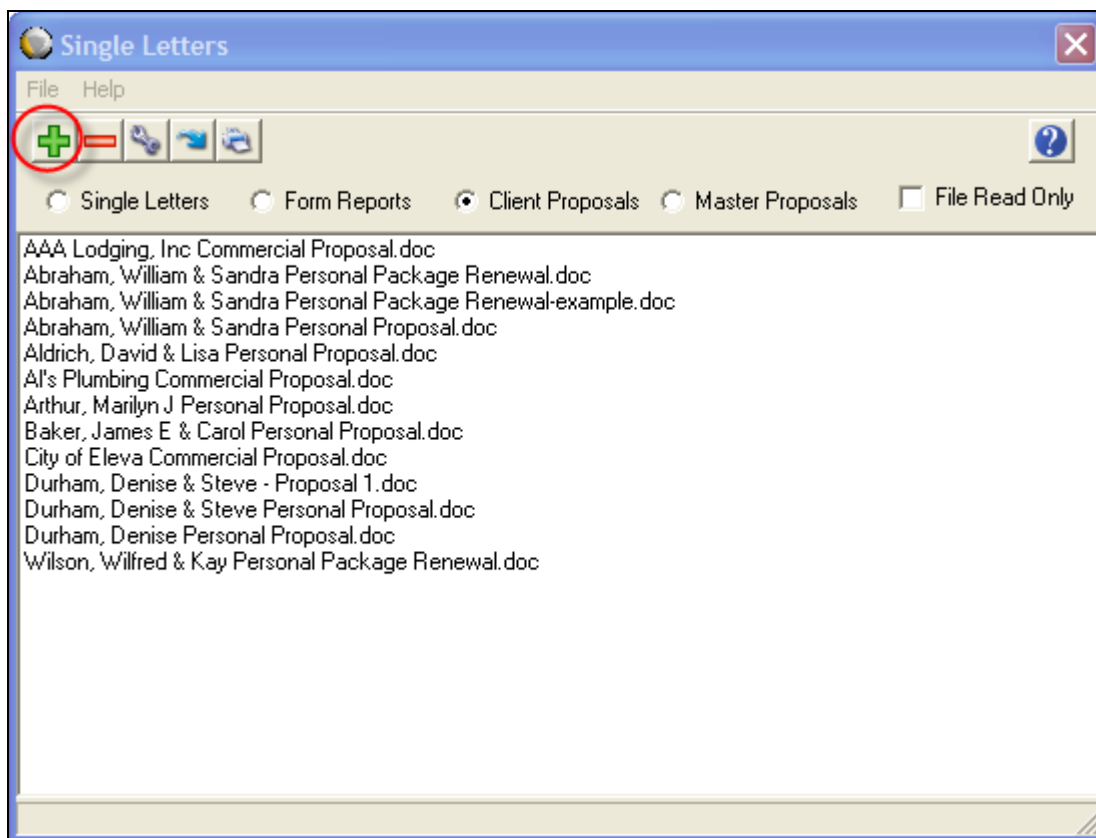 Single Letters
File Help
Single Letters Form Reports Client Proposals Master Proposals File Read Only
AAA Lodging, Inc Commercial Proposal.doc
Abraham, William & Sandra Personal Package Renewal.doc
Abraham, William & Sandra Personal Package Renewal-example.doc
Abraham, William & Sandra Personal Proposal.doc
Aldrich, David & Lisa Personal Proposal.doc
Al's Plumbing Commercial Proposal.doc
Arthur, Marilyn J Personal Proposal.doc
Baker, James E & Carol Personal Proposal.doc
City of Eleva Commercial Proposal.doc
Durham, Denise & Steve - Proposal 1.doc
Durham, Denise & Steve Personal Proposal.doc
Durham, Denise Personal Proposal.doc
Wilson, Wilfred & Kay Personal Package Renewal.doc